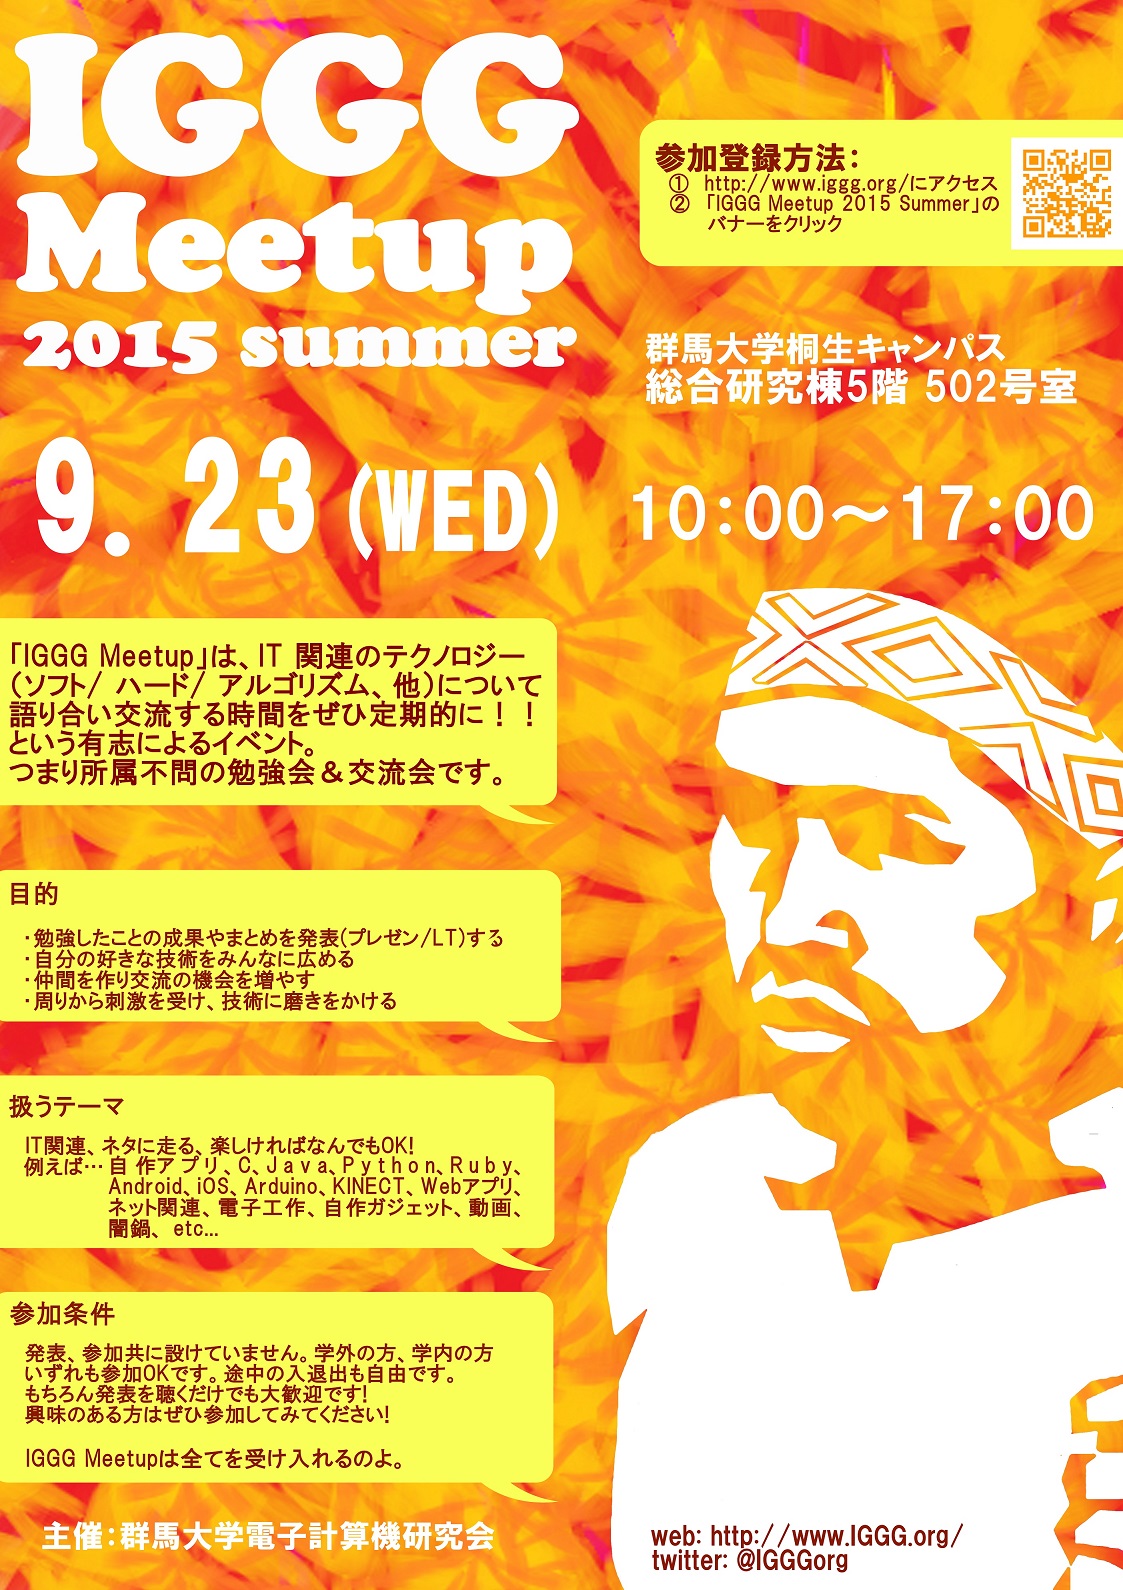 IGGG
Meetup
2015 summer
参加登録方法：
① http://www.iggg.org/にアクセス
② 「IGGG Meetup 2015 Summer」の
バナーをクリック
群馬大学桐生キャンパス
総合研究棟5階 502号室
9. 23 (WED)
10:00～17:00
「IGGG Meetup」は、IT 関連のテクノロジー
（ソフト/ ハード/ アルゴリズム、他）について
語り合い交流する時間をぜひ定期的に！！
という有志によるイベント。
つまり所属不問の勉強会＆交流会です。
目的
・勉強したことの成果やまとめを発表(プレゼン/LT)する
・自分の好きな技術をみんなに広める
・仲間を作り交流の機会を増やす
・周りから刺激を受け、技術に磨きをかける
扱うテーマ
IT関連、ネタに走る、楽しければなんでもOK!
例えば…自作アプリ、C、Java、Python、Ruby、
Android、iOS、Arduino、KINECT、Webアプリ、
ネット関連、電子工作、自作ガジェット、動画、
闇鍋、 etc...
参加条件
発表、参加共に設けていません。学外の方、学内の方
いずれも参加OKです。途中の入退出も自由です。
もちろん発表を聴くだけでも大歓迎です!
興味のある方はぜひ参加してみてください!
IGGG Meetupは全てを受け入れるのよ。
主催：群馬大学電子計算機研究会
web: http://www.IGGG.org/
twitter: @IGGGorg